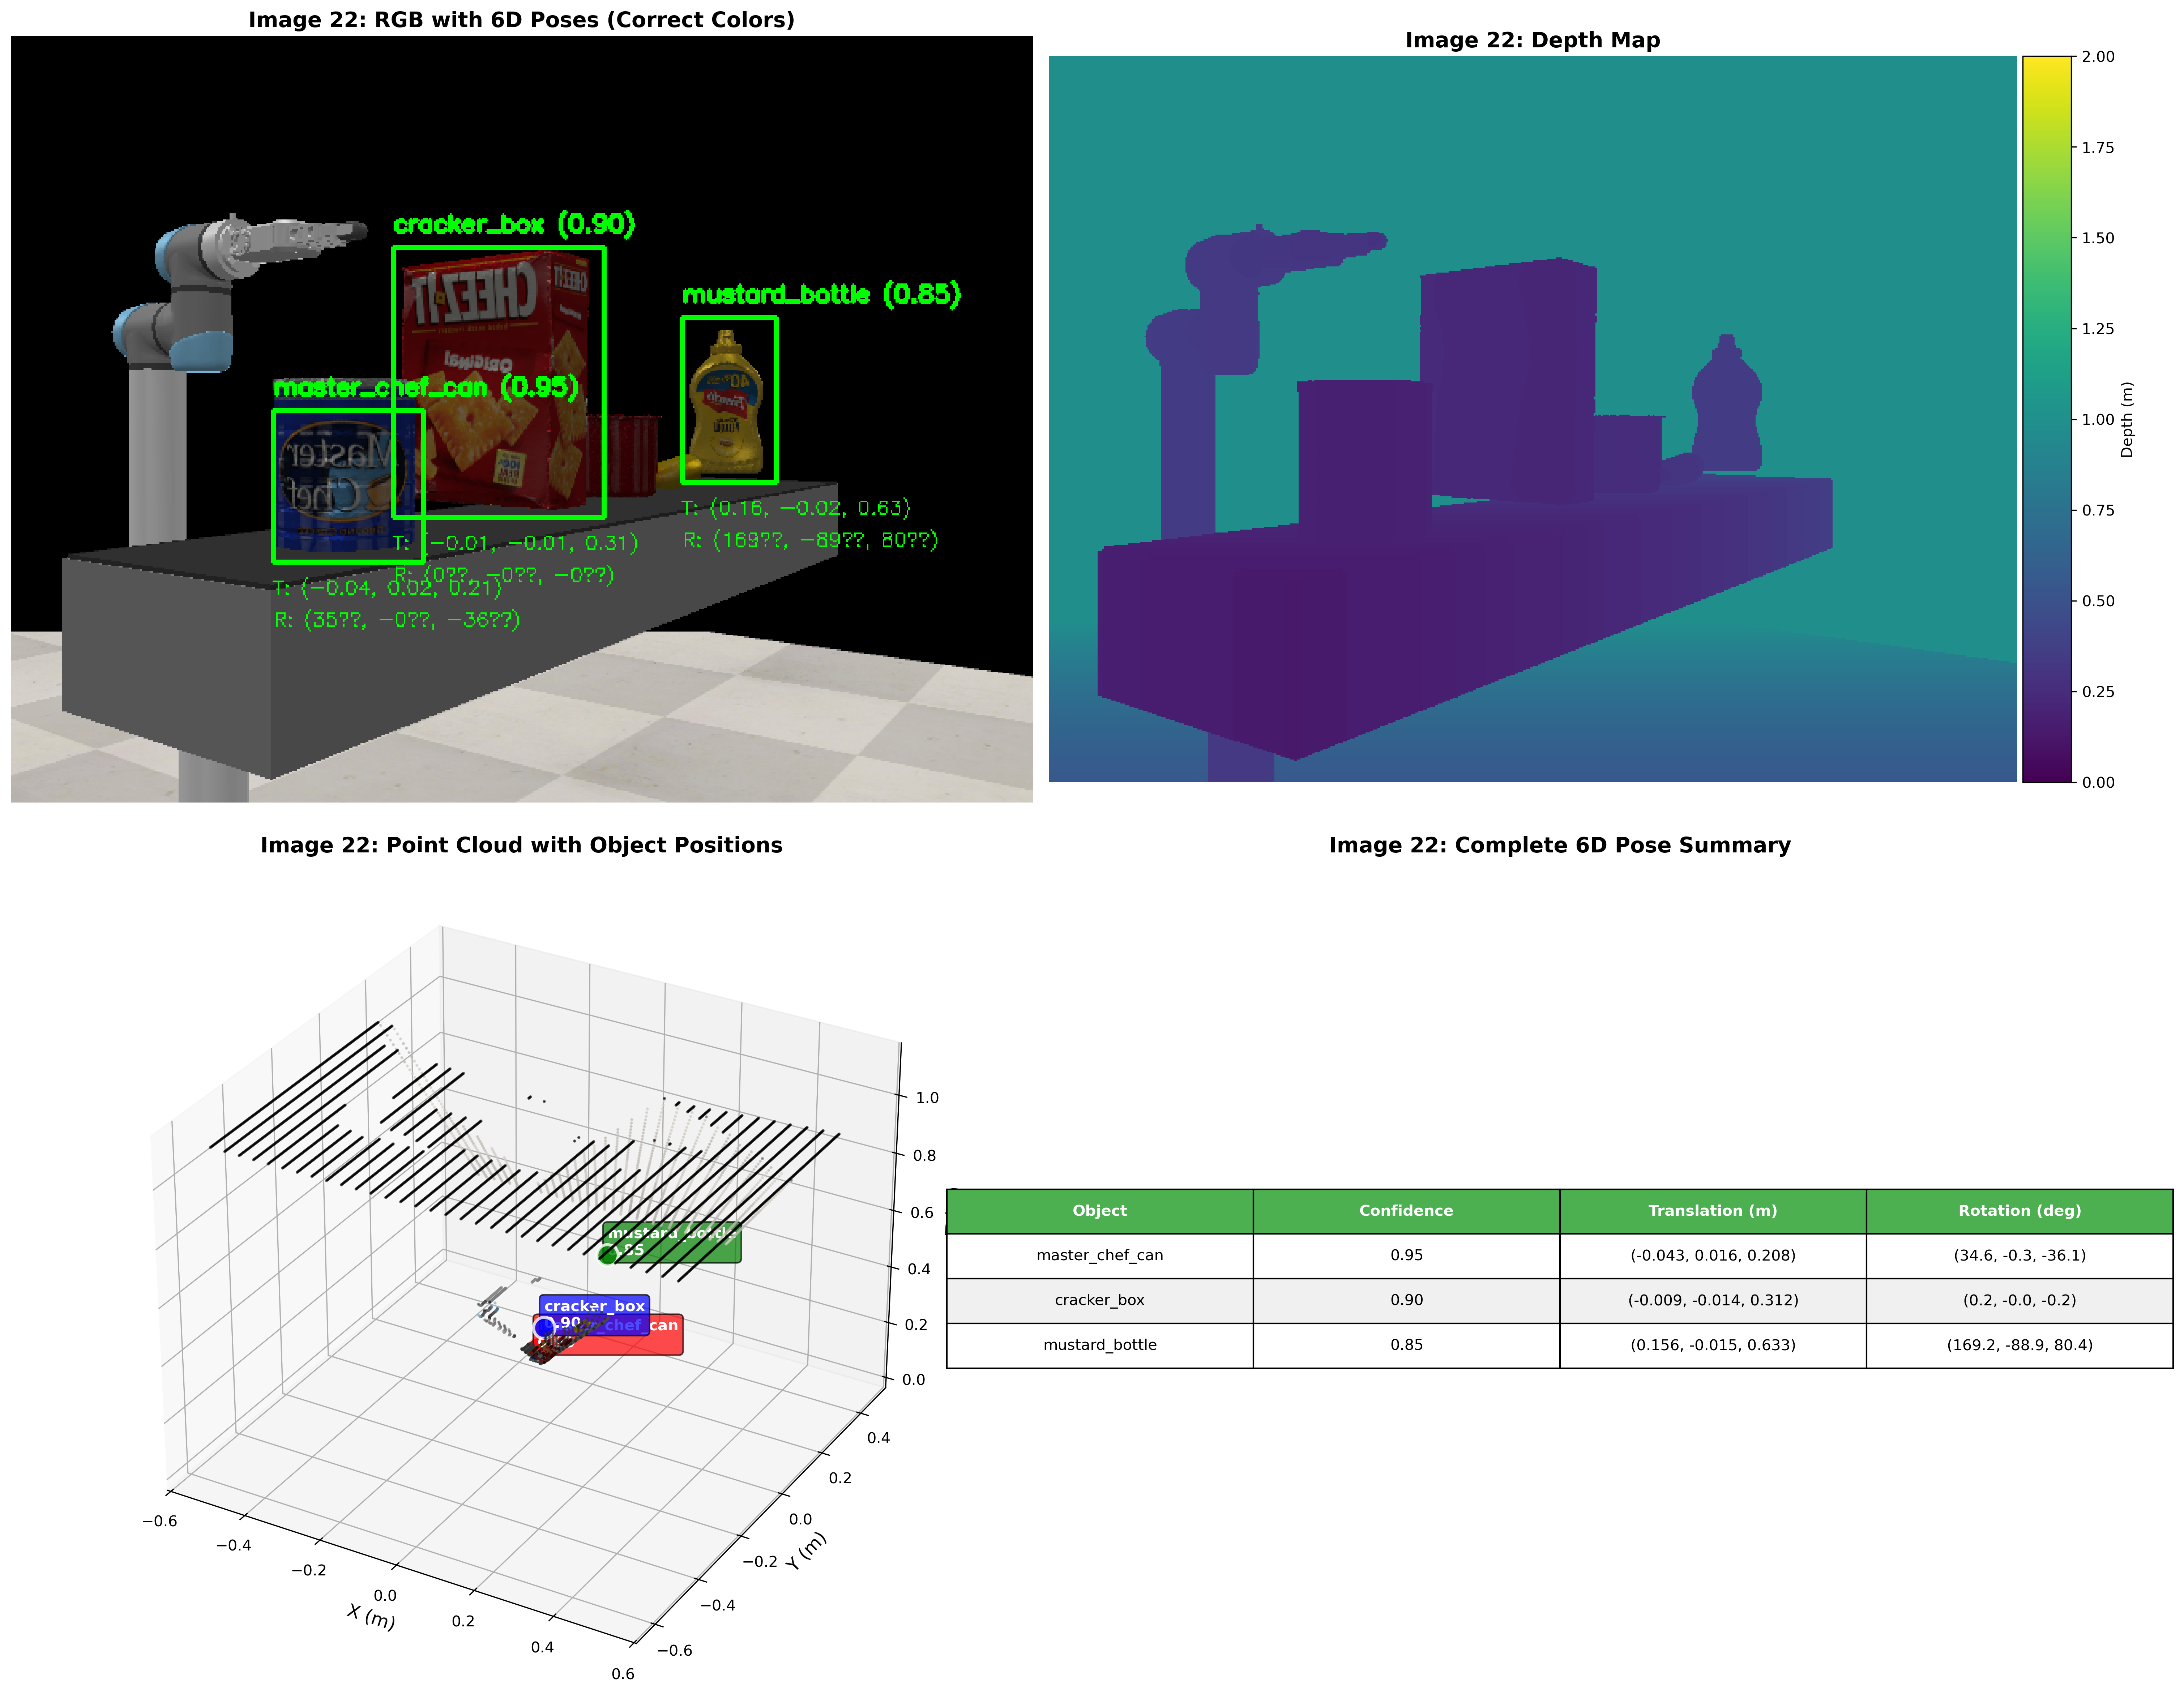 Image 22: RGB with 6D Poses (Correct Colors)
cracker_box (0.90)
mustard_bottle (0.85)
master_chef_can (0.95)
CHEEZ IT
CHEEZ IT
Original
Master
Chef
French's
T: (0.16, −0.02, 0.63)
R: (169??, −89??, 80??)
T: (−0.01, −0.01, 0.31)
R: (0??, −0??, −0??)
T: (−0.04, 0.02, 0.21)
R: (35??, −0??, −36??)
Image 22: Depth Map
2.00
1.75
1.50
1.25
1.00
0.75
0.50
0.25
0.00
Depth (m)
Image 22: Point Cloud with Object Positions
mustard_bottle
0.85
cracker_box
0.90
chef_can
1.0
0.8
0.6
0.4
0.2
0.0
−0.6
−0.4
−0.2
0.0
0.2
0.4
0.6
X (m)
0.4
0.2
0.0
−0.2
−0.4
−0.6
Y (m)
Image 22: Complete 6D Pose Summary
Object Confidence Translation (m) Rotation (deg)
master_chef_can 0.95 (-0.043, 0.016, 0.208) (34.6, -0.3, -36.1)
cracker_box 0.90 (-0.009, -0.014, 0.312) (0.2, -0.0, -0.2)
mustard_bottle 0.85 (0.156, -0.015, 0.633) (169.2, -88.9, 80.4)